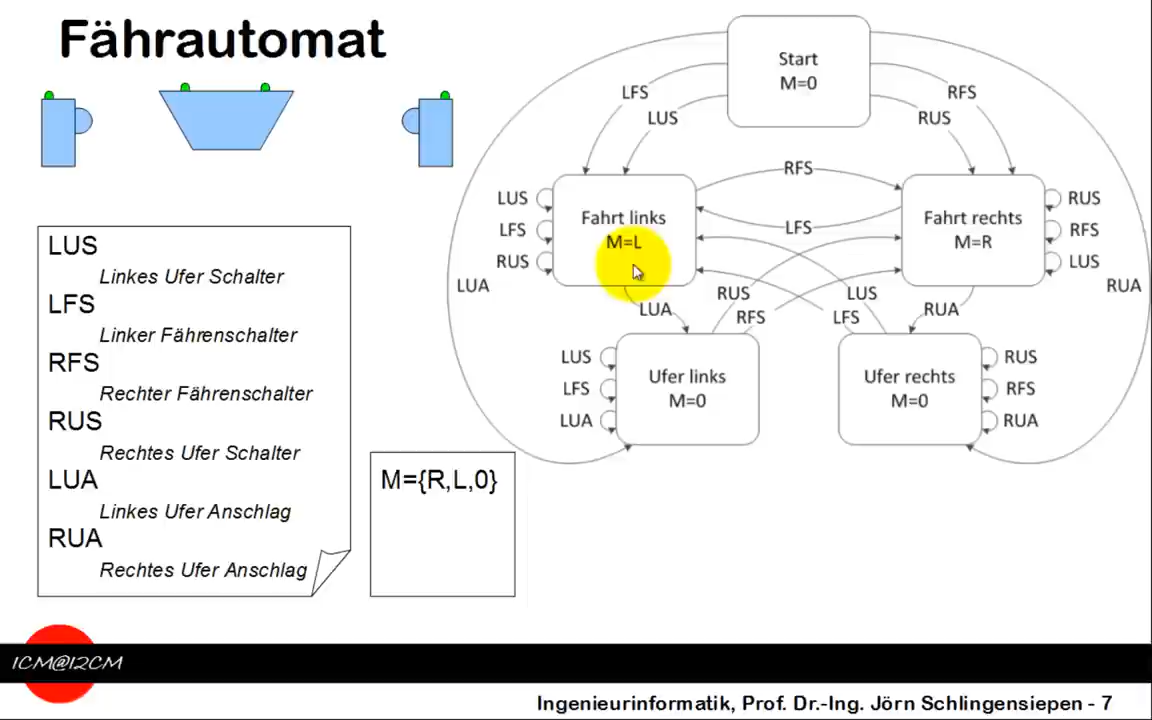 Fährautomat
LUS
Linkes Ufer Schalter
LFS
Linker Fährenschalter
RFS
Rechter Fährenschalter
RUS
Rechtes Ufer Schalter
LUA
Linkes Ufer Anschlag
RUA
Rechtes Ufer Anschlag
M={R,L,0}
Start
M=0
LFS
LUS
RFS
RUS
RFS
LFS
LUS
LFS
RUS
Fahrt links
M=L
Fahrt rechts
M=R
RUS
RFS
LUS
LUA
RUA
LUA
RUS
RFS
LUS
LFS
RUA
LUS
LFS
LUA
Ufer links
M=0
Ufer rechts
M=0
RUS
RFS
RUA
1CM@12CM
Ingenieurinformatik, Prof. Dr.-Ing. Jörn Schlingensiepen - 7